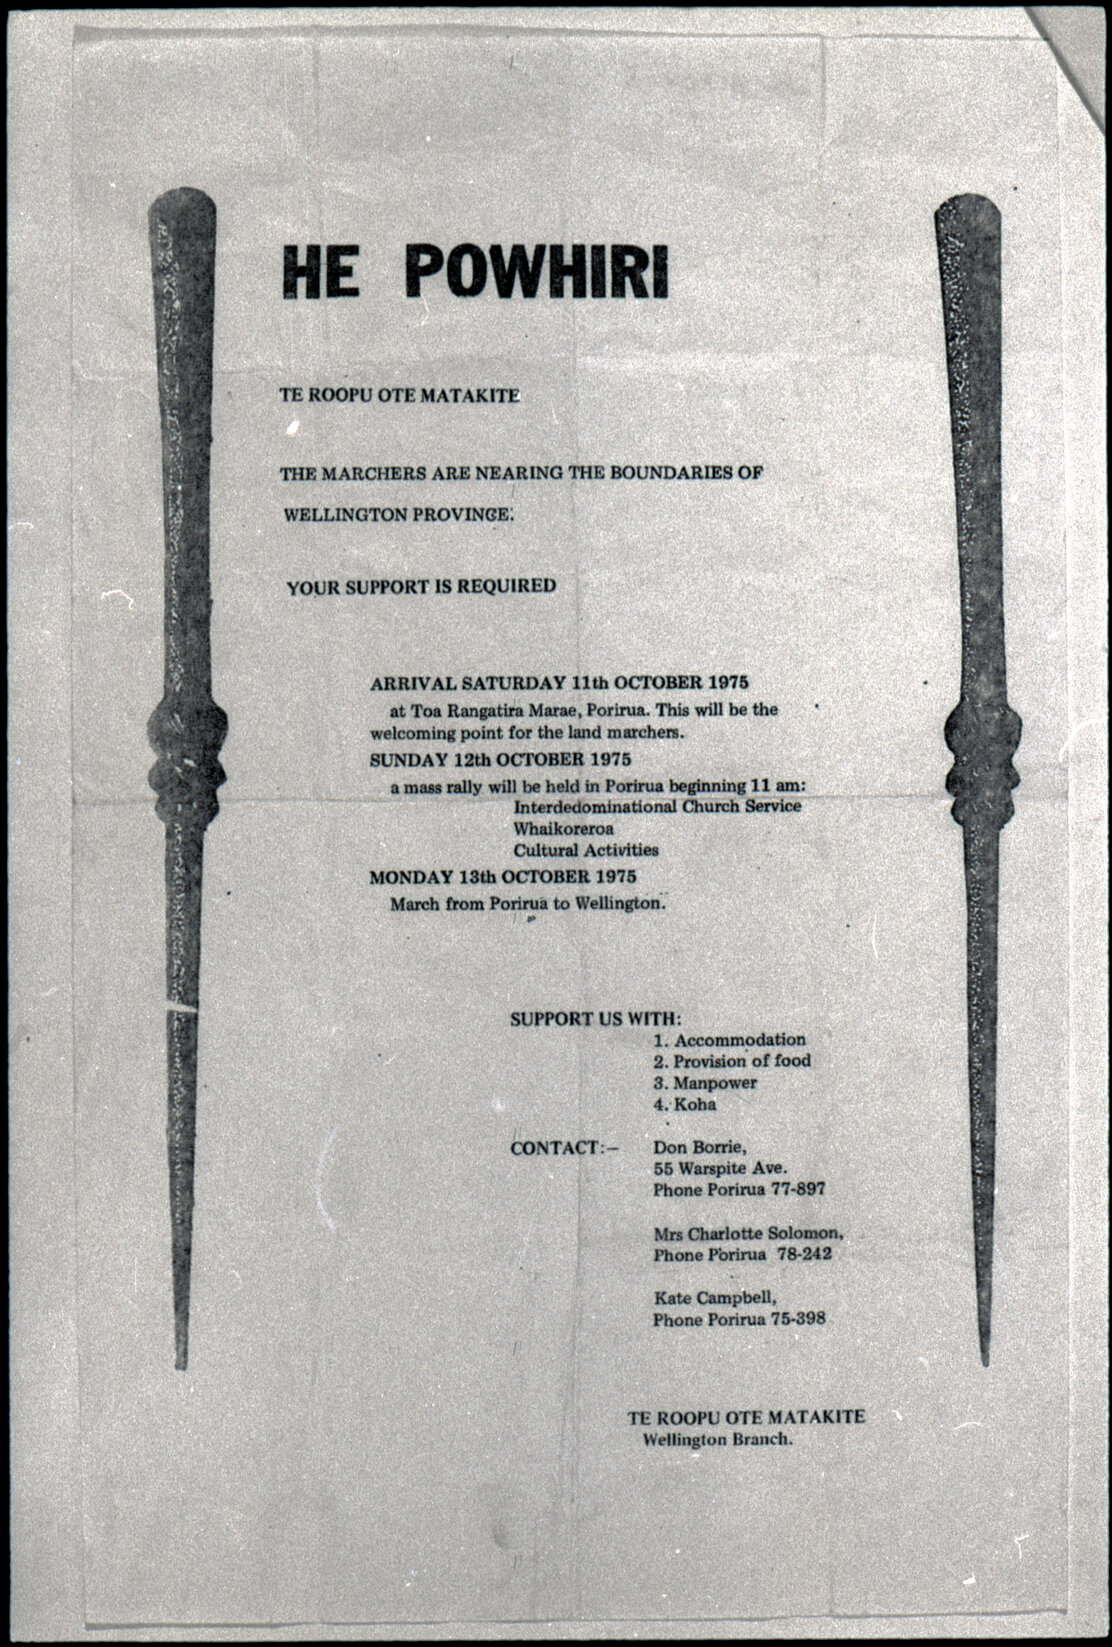 HE POWHIRI
TE ROOPU OTE MATAKITE
THE MARCHERS ARE NEARING THE BOUNDARIES OF
WELLINGTON PROVINCE.
YOUR SUPPORT IS REQUIRED
ARRIVAL SATURDAY 11th OCTOBER 1975
at Toa Rangatira Marae, Porirua. This will be the
welcoming point for the land marchers.
SUNDAY 12th OCTOBER 1975
a mass rally will be held in Porirua beginning 11 am:
Interdedominational Church Service
Whaikoreroa
Cultural Activities
MONDAY 13th OCTOBER 1975
March from Porirua to Wellington.
SUPPORT US WITH:
1. Accommodation
2. Provision of food
3. Manpower
4. Koha
CONTACT:– Don Borrie,
55 Warspite Ave.
Phone Porirua 77-897
Mrs Charlotte Solomon,
Phone Porirua 78-242
Kate Campbell,
Phone Porirua 75-398
TE ROOPU OTE MATAKITE
Wellington Branch.